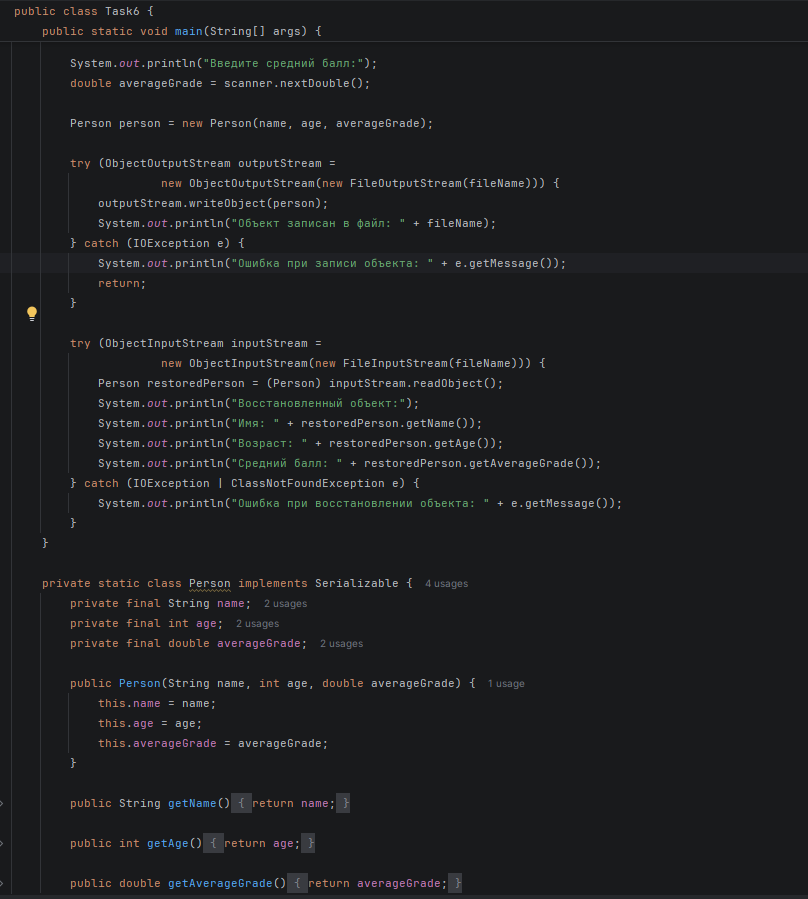 public class Task6 {
public static void main(String[] args) {
System.out.println("Введите средний балл:");
double averageGrade = scanner.nextDouble();
Person person = new Person(name, age, averageGrade);
try (ObjectOutputStream outputStream =
new ObjectOutputStream(new FileOutputStream(fileName))) {
outputStream.writeObject(person);
System.out.println("Объект записан в файл: " + fileName);
} catch (IOException e) {
System.out.println("Ошибка при записи объекта: " + e.getMessage());
return;
}
try (ObjectInputStream inputStream =
new ObjectInputStream(new FileInputStream(fileName))) {
Person restoredPerson = (Person) inputStream.readObject();
System.out.println("Восстановленный объект:");
System.out.println("Имя: " + restoredPerson.getName());
System.out.println("Возраст: " + restoredPerson.getAge());
System.out.println("Средний балл: " + restoredPerson.getAverageGrade());
} catch (IOException | ClassNotFoundException e) {
System.out.println("Ошибка при восстановлении объекта: " + e.getMessage());
}
}
private static class Person implements Serializable { 4 usages
private final String name; 2 usages
private final int age; 2 usages
private final double averageGrade; 2 usages
public Person(String name, int age, double averageGrade) { 1 usage
this.name = name;
this.age = age;
this.averageGrade = averageGrade;
}
public String getName() { return name; }
public int getAge() { return age; }
public double getAverageGrade() { return averageGrade; }